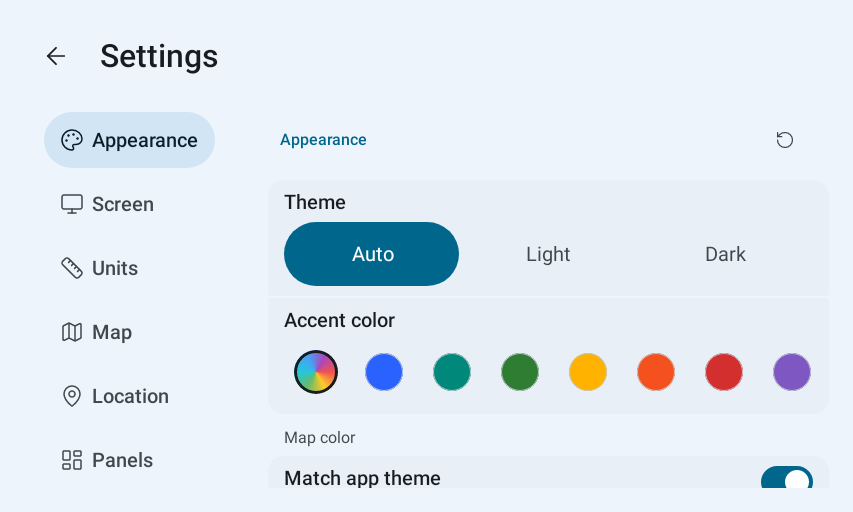 Settings
Appearance
Screen
Units
Map
Location
Panels
Appearance
Theme
Auto
Light
Dark
Accent color
Map color
Match app theme